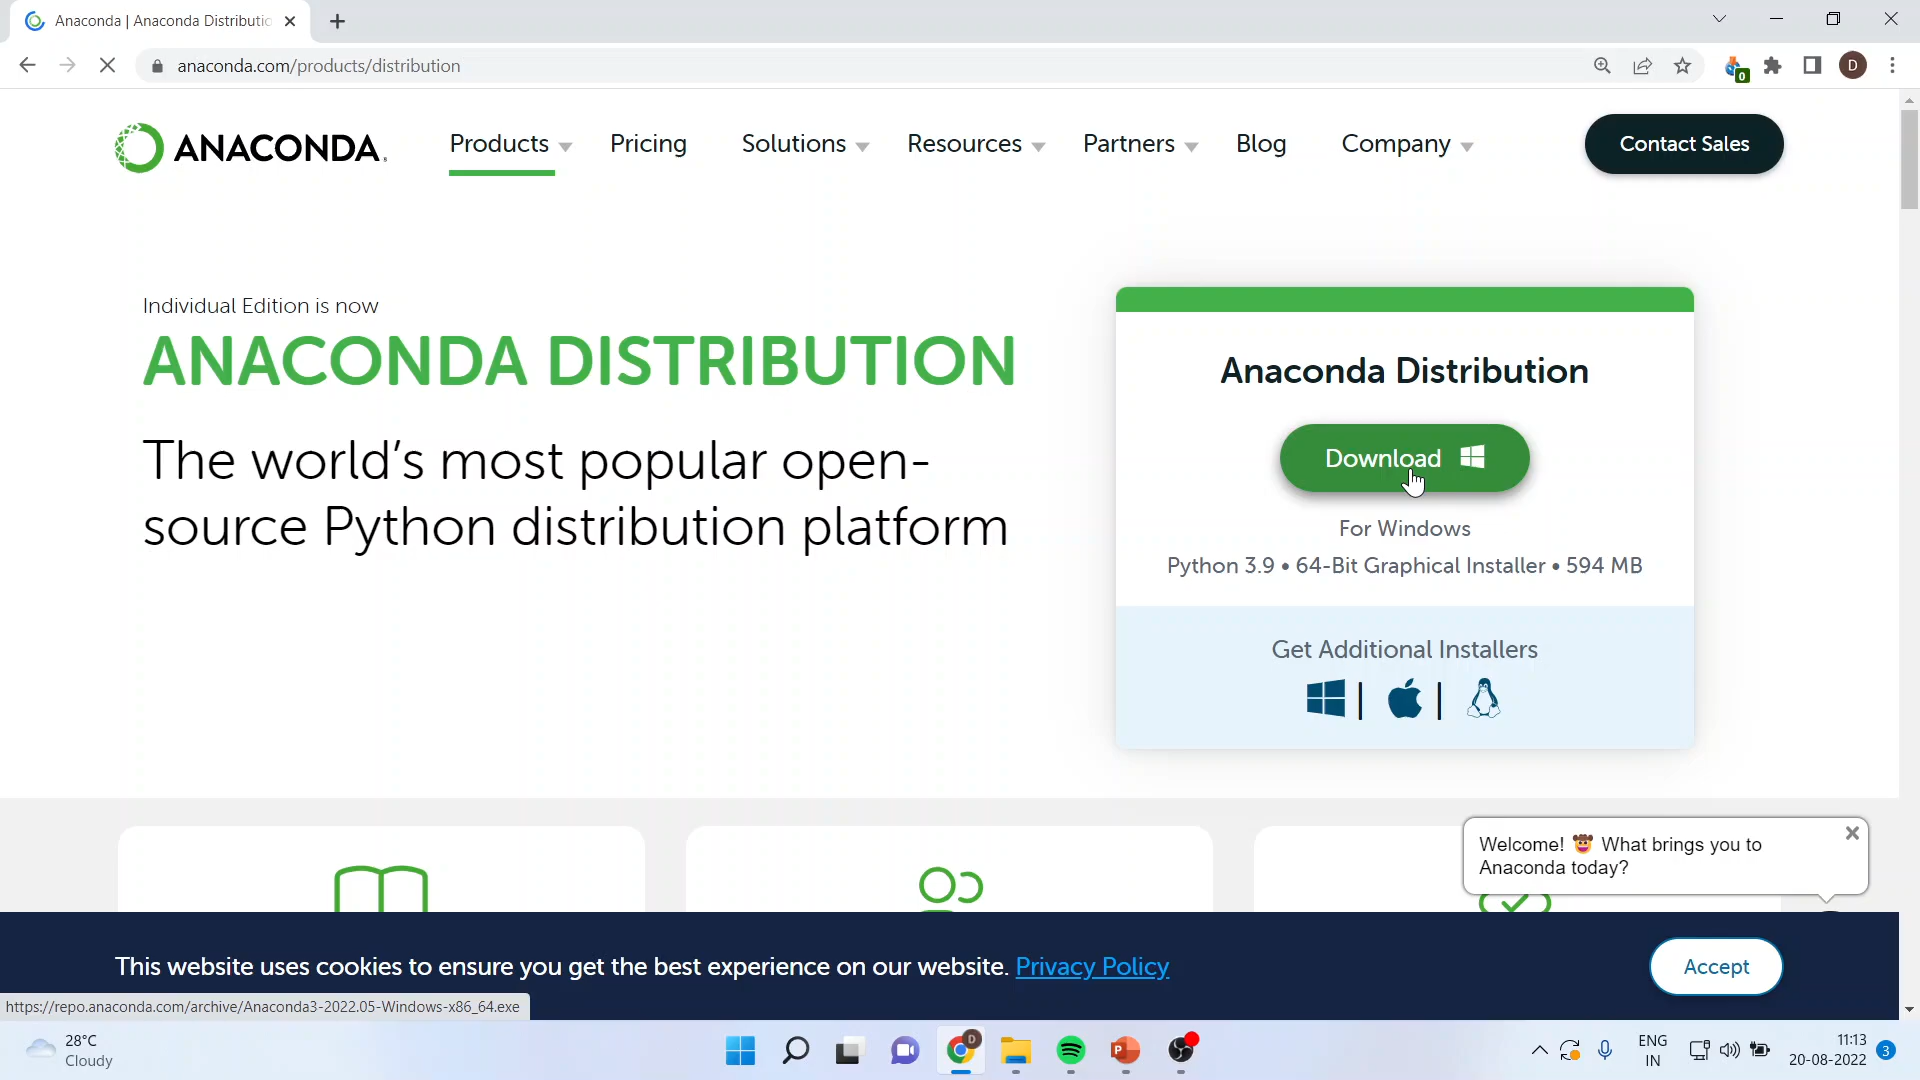 Anaconda | Anaconda Distributio
anaconda.com/products/distribution
0
D
ANACONDA.
Products
Pricing
Solutions
Resources
Partners
Blog
Company
Contact Sales
Individual Edition is now
ANACONDA DISTRIBUTION
The world's most popular open-
source Python distribution platform
Anaconda Distribution
Download
For Windows
Python 3.9 • 64-Bit Graphical Installer • 594 MB
Get Additional Installers
Welcome! 🤠 What brings you to
Anaconda today?
This website uses cookies to ensure you get the best experience on our website. Privacy Policy
Accept
https://repo.anaconda.com/archive/Anaconda3-2022.05-Windows-x86_64.exe
28°C
Cloudy
D
P
ENG
IN
11:13
20-08-2022
3